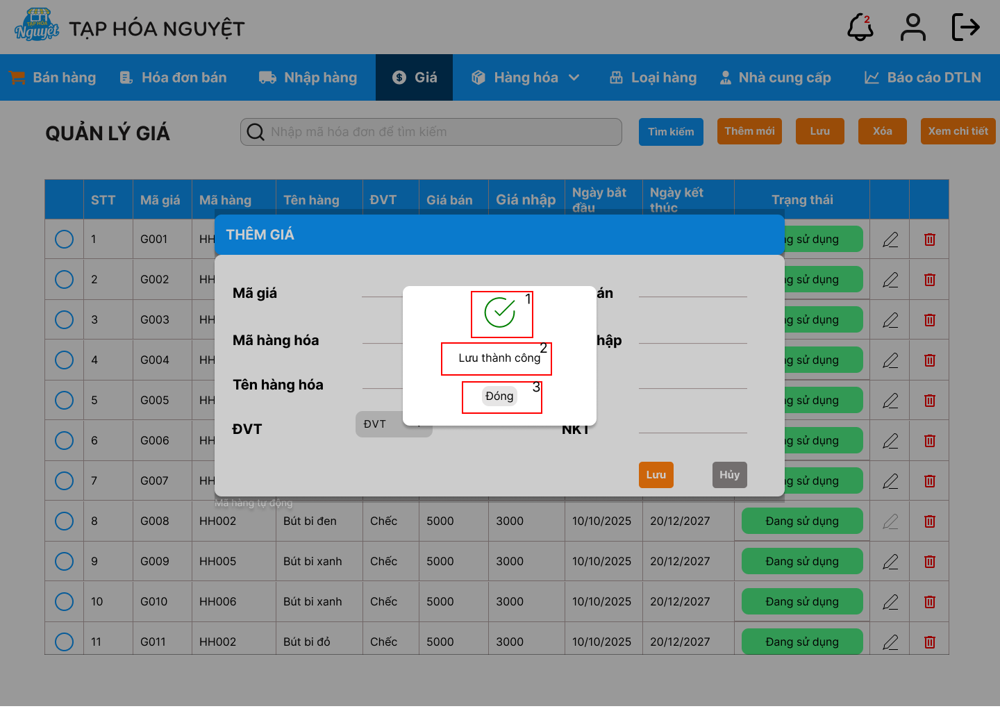 TẠP HÓA
Nguyệt
TẠP HÓA NGUYỆT
2
Bán hàng
Hóa đơn bán
Nhập hàng
Giá
Hàng hóa
Loại hàng
Nhà cung cấp
Báo cáo DTLN
QUẢN LÝ GIÁ
Nhập mã hóa đơn để tìm kiếm
Tìm kiếm
Thêm mới
Lưu
Xóa
Xem chi tiết
STT Mã giá Mã hàng Tên hàng ĐVT Giá bán Giá nhập Ngày bắt đầu Ngày kết thúc Trạng thái
1 G001 HH ng sử dụng
2 G002 HH ng sử dụng
3 G003 HH ng sử dụng
4 G004 HH ng sử dụng
5 G005 HH ng sử dụng
6 G006 HH ng sử dụng
7 G007 HH ng sử dụng
THÊM GIÁ
Mã giá
án
Mã hàng hóa
hập
Tên hàng hóa
ĐVT
ĐVT
NKT
1
2
Lưu thành công
3
Đóng
Lưu
Hủy
Mã hàng tự động
8 G008 HH002 Bút bi đen Chếc 5000 3000 10/10/2025 20/12/2027 Đang sử dụng
9 G009 HH005 Bút bi xanh Chếc 5000 3000 10/10/2025 20/12/2027 Đang sử dụng
10 G010 HH006 Bút bi xanh Chếc 5000 3000 10/10/2025 20/12/2027 Đang sử dụng
11 G011 HH002 Bút bi đỏ Chếc 5000 3000 10/10/2025 20/12/2027 Đang sử dụng